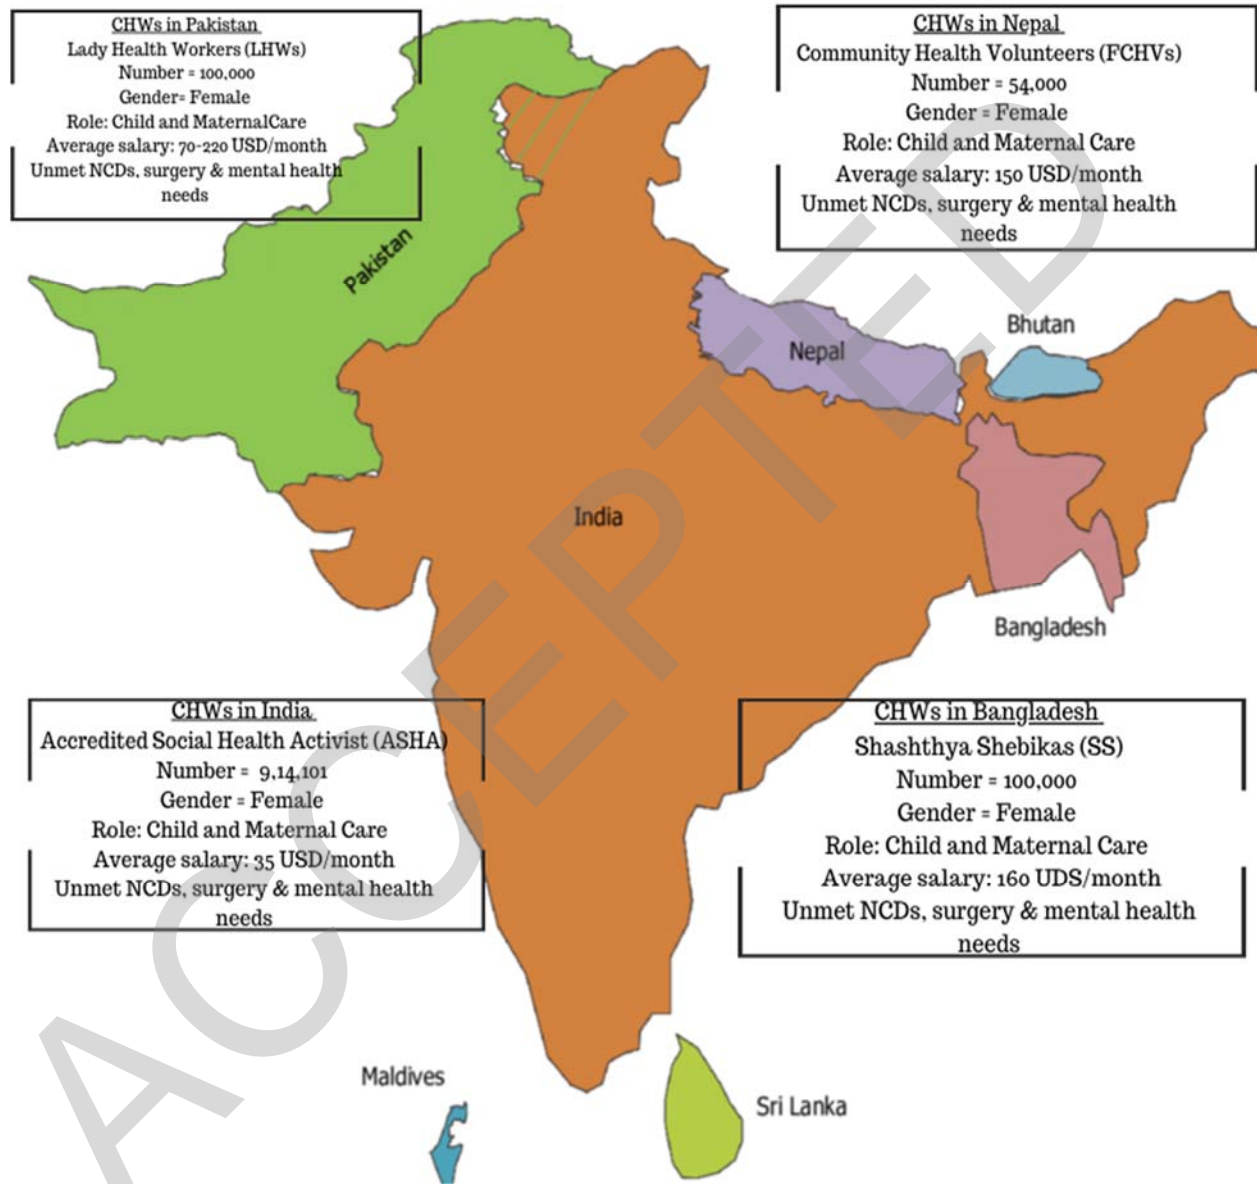 CHWs in Pakistan
Lady Health Workers (LHWs)
Number = 100,000
Gender= Female
Role: Child and MaternalCare
Average salary: 70-220 USD/month
Unmet NCDs, surgery & mental health
needs
CHWs in Nepal
Community Health Volunteers (FCHVs)
Number = 54,000
Gender = Female
Role: Child and Maternal Care
Average salary: 150 USD/month
Unmet NCDs, surgery & mental health
needs
Pakistan
Nepal
Bhutan
India
Bangladesh
CHWs in India
Accredited Social Health Activist (ASHA)
Number = 9,14,101
Gender = Female
Role: Child and Maternal Care
Average salary: 35 USD/month
Unmet NCDs, surgery & mental health
needs
CHWs in Bangladesh
Shashthya Shebikas (SS)
Number = 100,000
Gender = Female
Role: Child and Maternal Care
Average salary: 160 UDS/month
Unmet NCDs, surgery & mental health
needs
Maldives
Sri Lanka
ACCEPTED